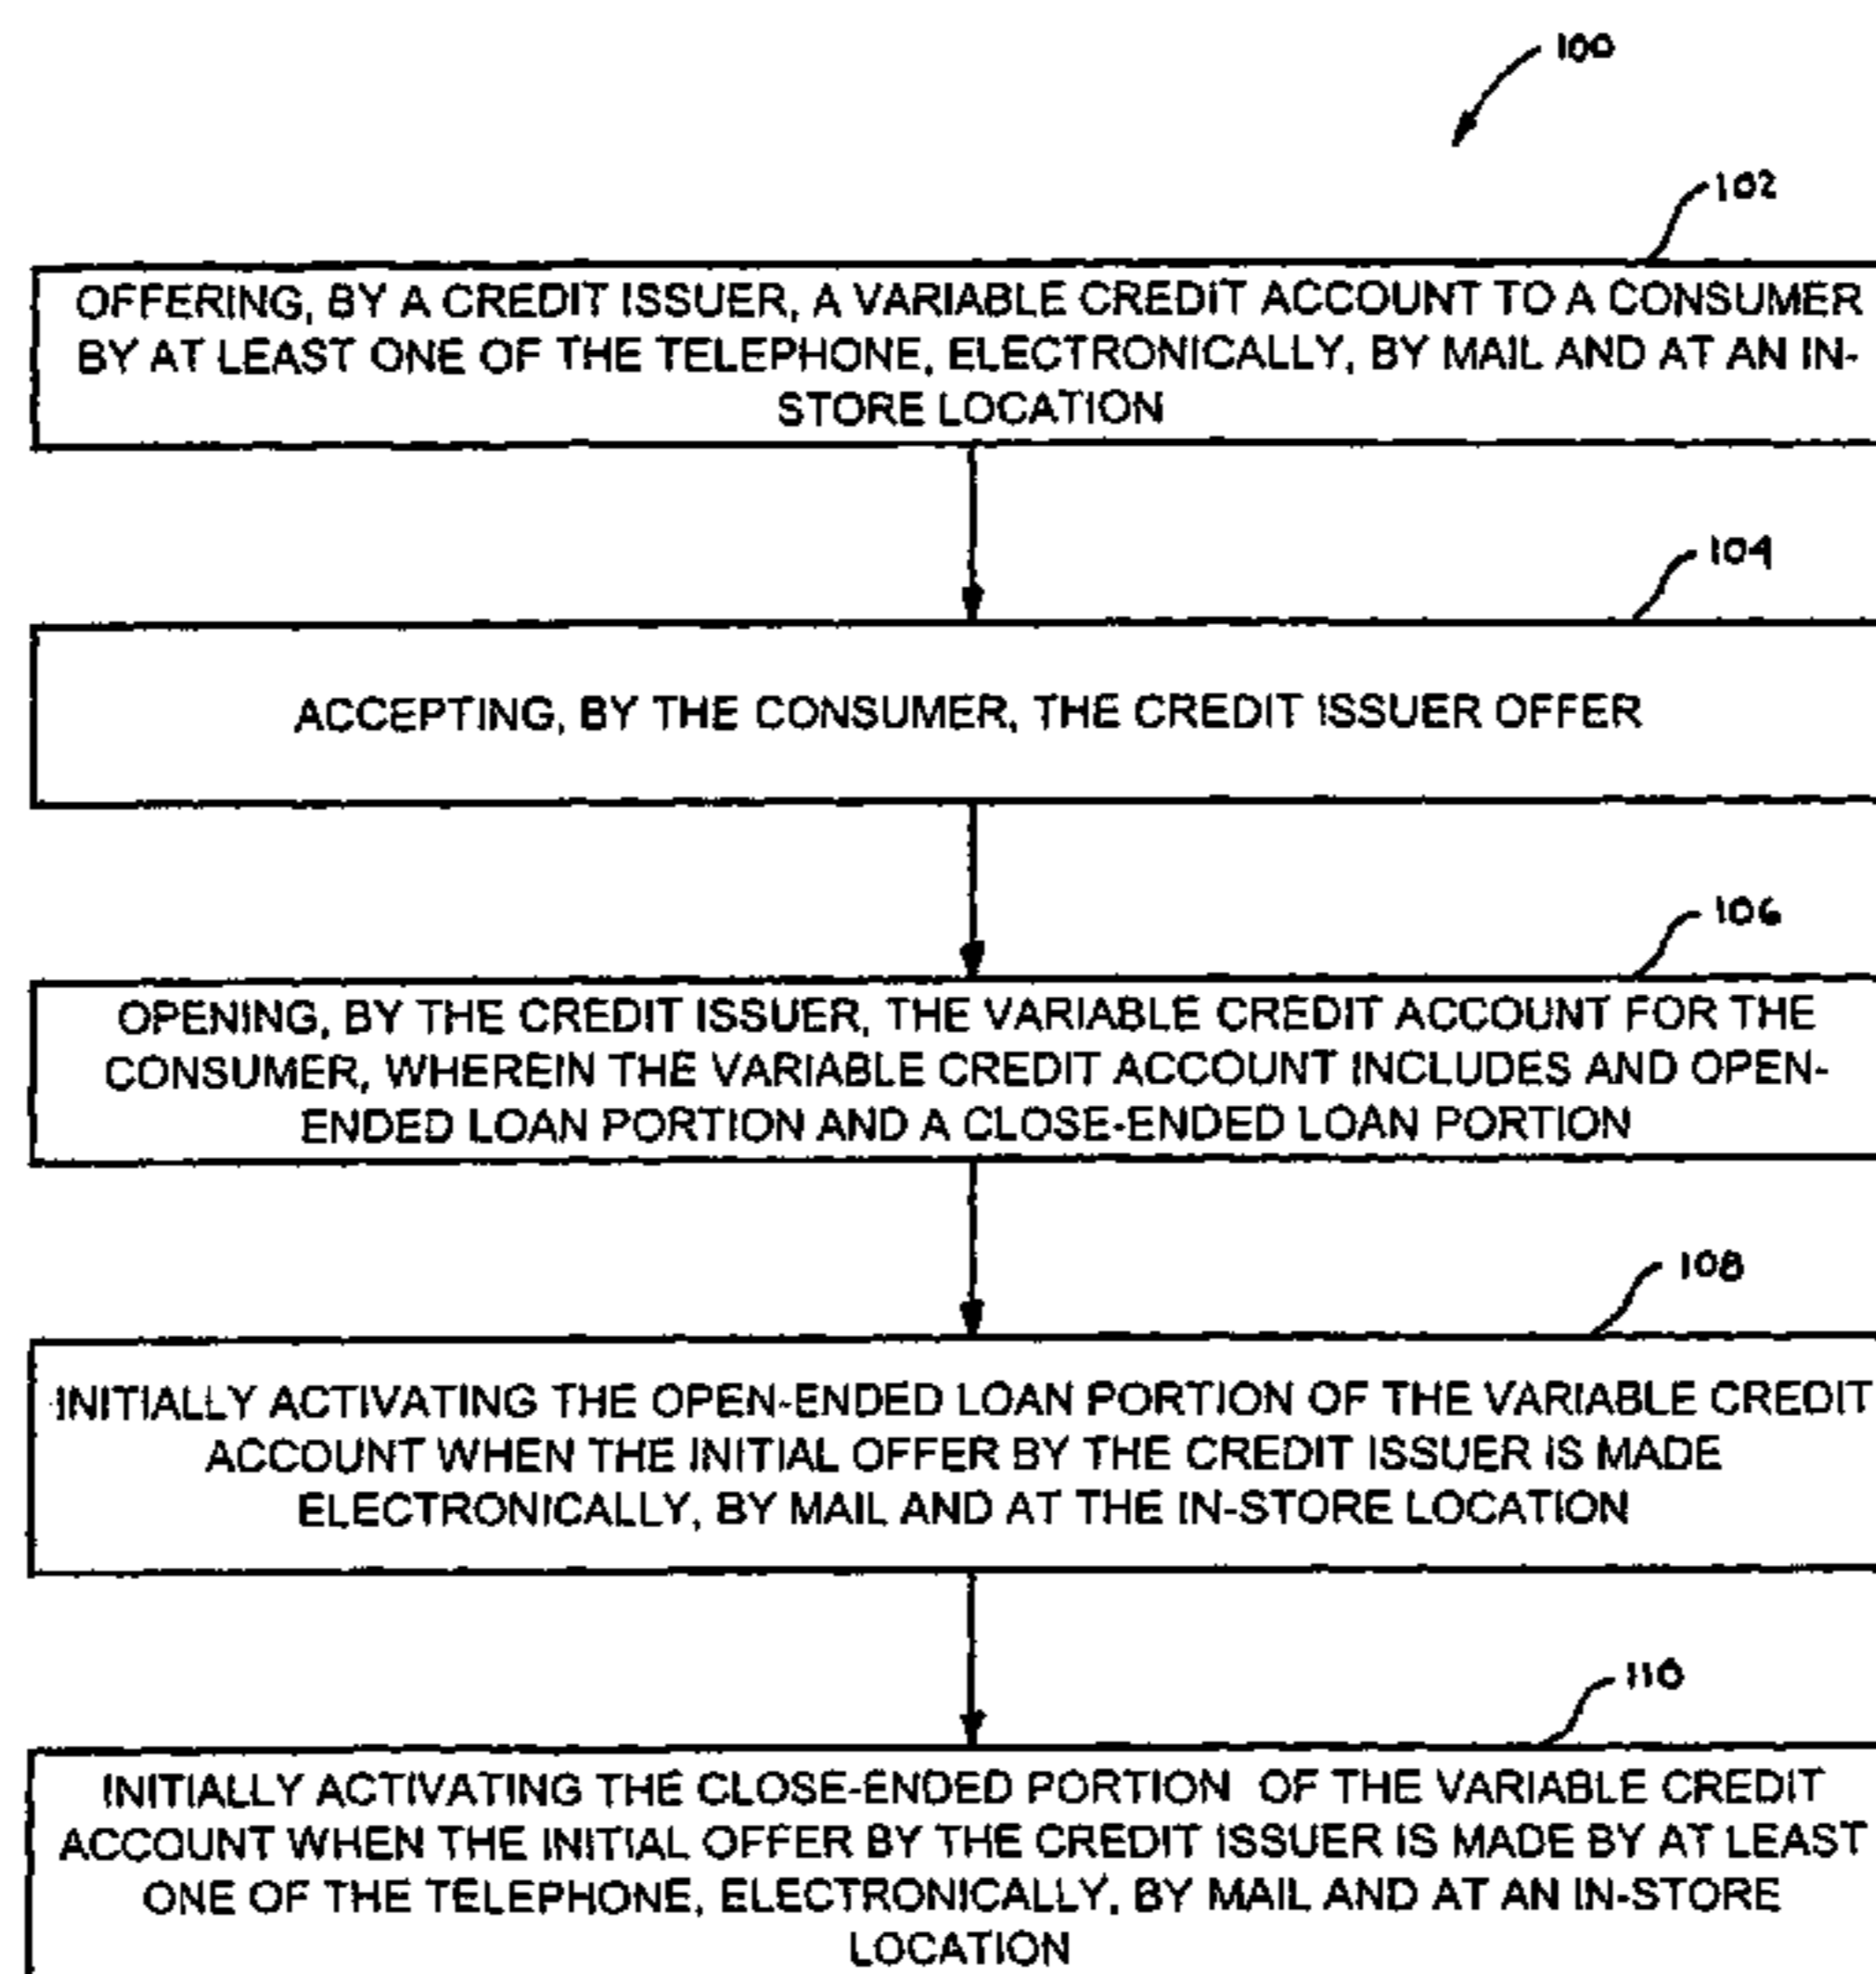 100
102
OFFERING, BY A CREDIT ISSUER, A VARIABLE CREDIT ACCOUNT TO A CONSUMER
BY AT LEAST ONE OF THE TELEPHONE, ELECTRONICALLY, BY MAIL AND AT AN IN-
STORE LOCATION
104
ACCEPTING, BY THE CONSUMER, THE CREDIT ISSUER OFFER
106
OPENING, BY THE CREDIT ISSUER, THE VARIABLE CREDIT ACCOUNT FOR THE
CONSUMER, WHEREIN THE VARIABLE CREDIT ACCOUNT INCLUDES AND OPEN-
ENDED LOAN PORTION AND A CLOSE-ENDED LOAN PORTION
108
INITIALLY ACTIVATING THE OPEN-ENDED LOAN PORTION OF THE VARIABLE CREDIT
ACCOUNT WHEN THE INITIAL OFFER BY THE CREDIT ISSUER IS MADE
ELECTRONICALLY, BY MAIL AND AT THE IN-STORE LOCATION
110
INITIALLY ACTIVATING THE CLOSE-ENDED PORTION OF THE VARIABLE CREDIT
ACCOUNT WHEN THE INITIAL OFFER BY THE CREDIT ISSUER IS MADE BY AT LEAST
ONE OF THE TELEPHONE, ELECTRONICALLY, BY MAIL AND AT AN IN-STORE
LOCATION